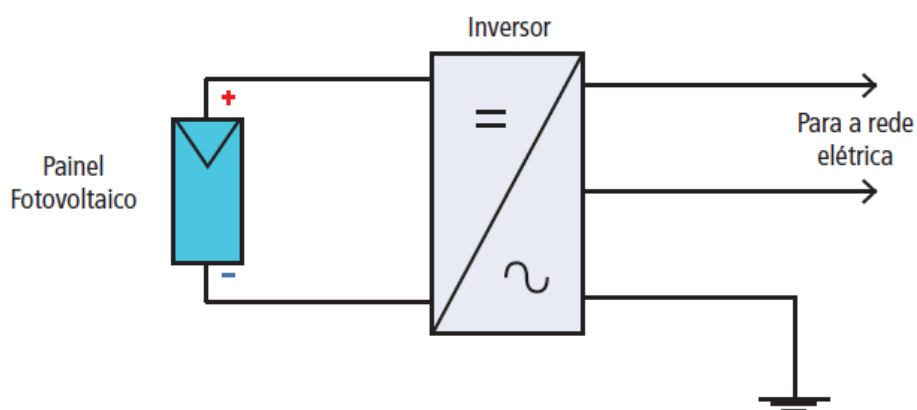 Inversor
+
Painel
Fotovoltaico
-
=
Para a rede
elétrica